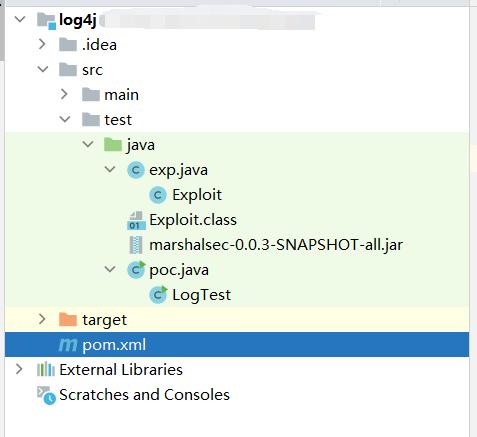 log4j
.idea
src
main
test
java
exp.java
Exploit
Exploit.class
01
marshalsec-0.0.3-SNAPSHOT-all.jar
poc.java
LogTest
target
pom.xml
External Libraries
Scratches and Consoles